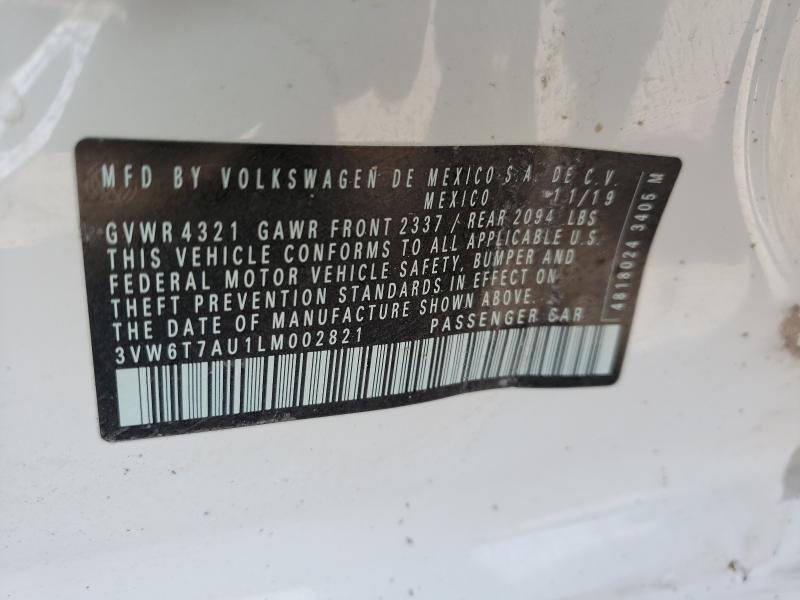 MFD BY VOLKSWAGEN DE MEXICO S.A. DE C.V.
MEXICO 11/19
GVWR 4321 GAWR FRONT 2337 / REAR 2094 LBS
THIS VEHICLE CONFORMS TO ALL APPLICABLE U.S.
FEDERAL MOTOR VEHICLE SAFETY, BUMPER AND
THEFT PREVENTION STANDARDS IN EFFECT ON
THE DATE OF MANUFACTURE SHOWN ABOVE.
3VW6T7AU1LM002821 PASSENGER CAR
4818024 3405 M